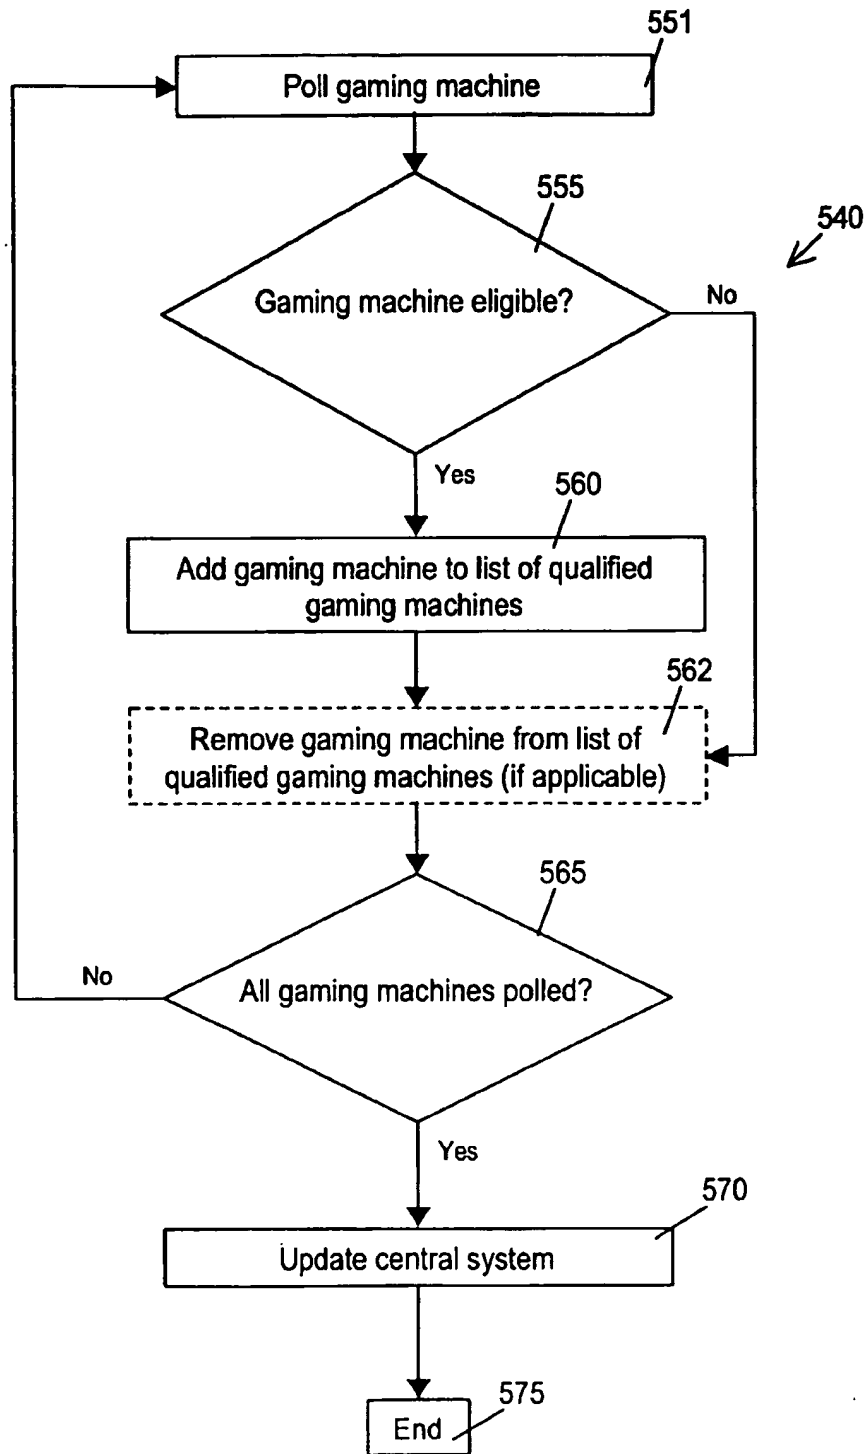 551
Poll gaming machine
555
540
Gaming machine eligible?
No
Yes
560
Add gaming machine to list of qualified
gaming machines
562
Remove gaming machine from list of
qualified gaming machines (if applicable)
565
No
All gaming machines polled?
Yes
570
Update central system
575
End